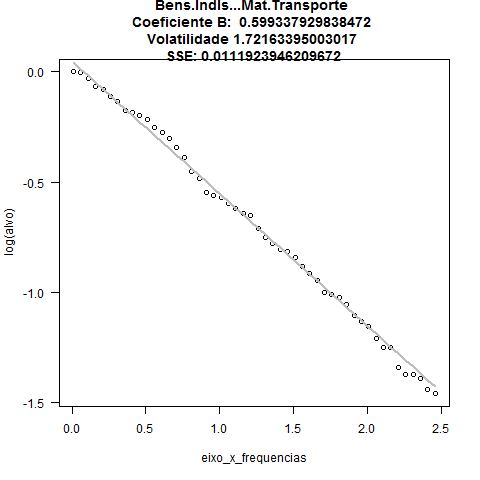 Bens.Indis...Mat.Transporte
Coeficiente B:  0.599337929838472
Volatilidade 1.72163395003017
SSE: 0.0111923946209672
0.0
-0.5
-1.0
-1.5
log(alvo)
0.0 0.5 1.0 1.5 2.0 2.5
eixo_x_frequencias